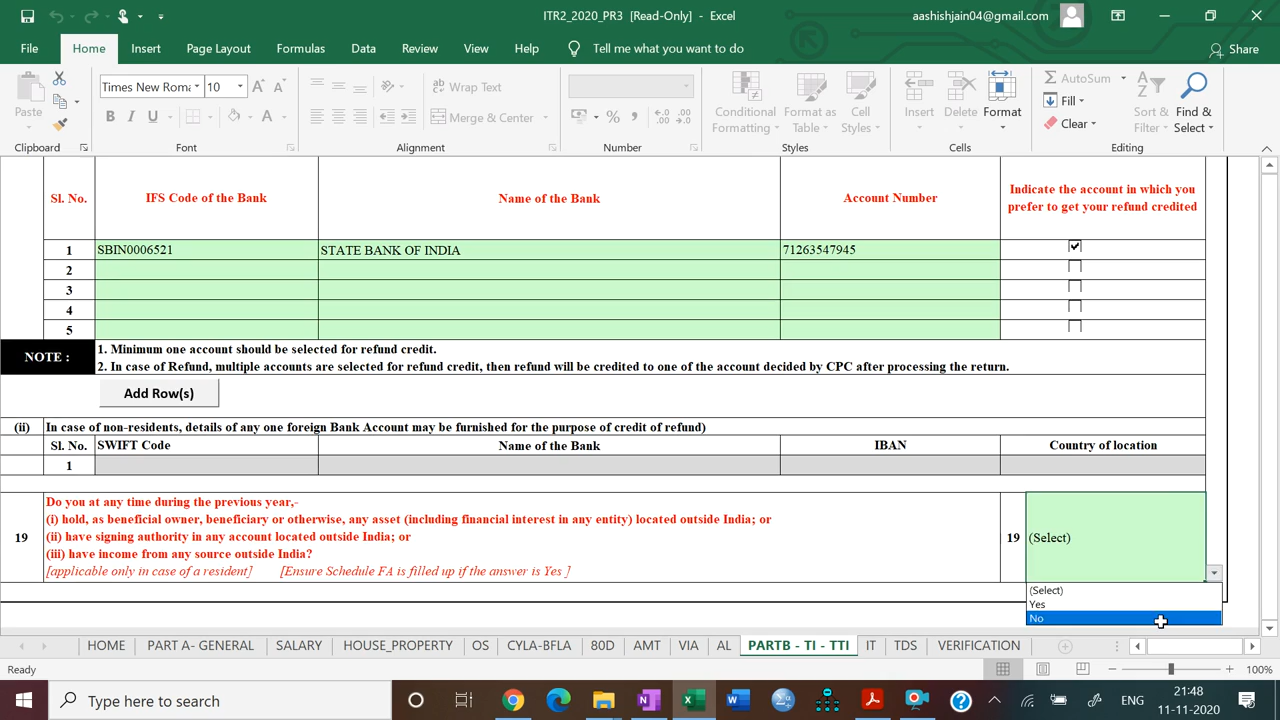 ITR2_2020_PR3 [Read-Only] - Excel
aashishjain04@gmail.com
File Home Insert Page Layout Formulas Data Review View Help Tell me what you want to do Share
Paste
Clipboard
Times New Roma 10
B I U
Font
Wrap Text
Merge & Center
Alignment
Number
Conditional Formatting
Format as Table
Cell Styles
Styles
Insert Delete Format
Cells
AutoSum
Fill
Clear
Sort & Filter
Find & Select
Editing
Sl. No. IFS Code of the Bank Name of the Bank Account Number Indicate the account in which you
prefer to get your refund credited
1 SBIN0006521 STATE BANK OF INDIA 71263547945
2
3
4
5
NOTE :
1. Minimum one account should be selected for refund credit.
2. In case of Refund, multiple accounts are selected for refund credit, then refund will be credited to one of the account decided by CPC after processing the return.
Add Row(s)
(ii) In case of non-residents, details of any one foreign Bank Account may be furnished for the purpose of credit of refund)
Sl. No. SWIFT Code Name of the Bank IBAN Country of location
1
Do you at any time during the previous year,-
(i) hold, as beneficial owner, beneficiary or otherwise, any asset (including financial interest in any entity) located outside India; or
19 (ii) have signing authority in any account located outside India; or 19 (Select)
(iii) have income from any source outside India?
[applicable only in case of a resident] [Ensure Schedule FA is filled up if the answer is Yes ]
(Select)
Yes
No
HOME PART A- GENERAL SALARY HOUSE_PROPERTY OS CYLA-BFLA 80D AMT VIA AL PARTB - TI - TTI IT TDS VERIFICATION
Ready
100%
Type here to search
ENG
21:48
11-11-2020